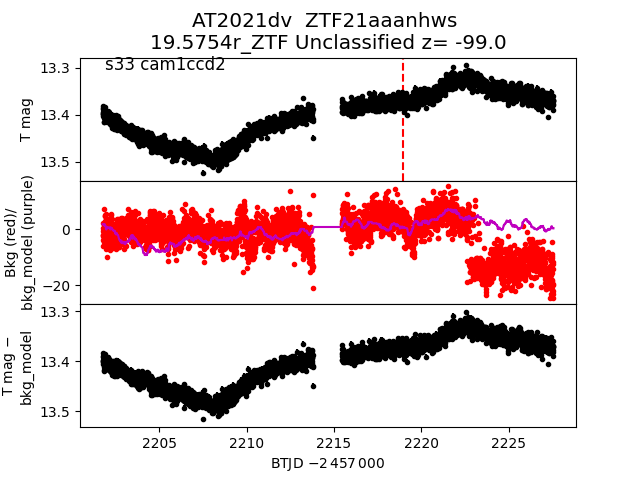 AT2021dv  ZTF21aaanhws
19.5754r_ZTF Unclassified z= -99.0
s33 cam1ccd2
T mag
13.3
13.4
13.5
Bkg (red)/
bkg_model (purple)
0
−20
T mag −
bkg_model
13.3
13.4
13.5
2205
2210
2215
2220
2225
BTJD −2 457 000